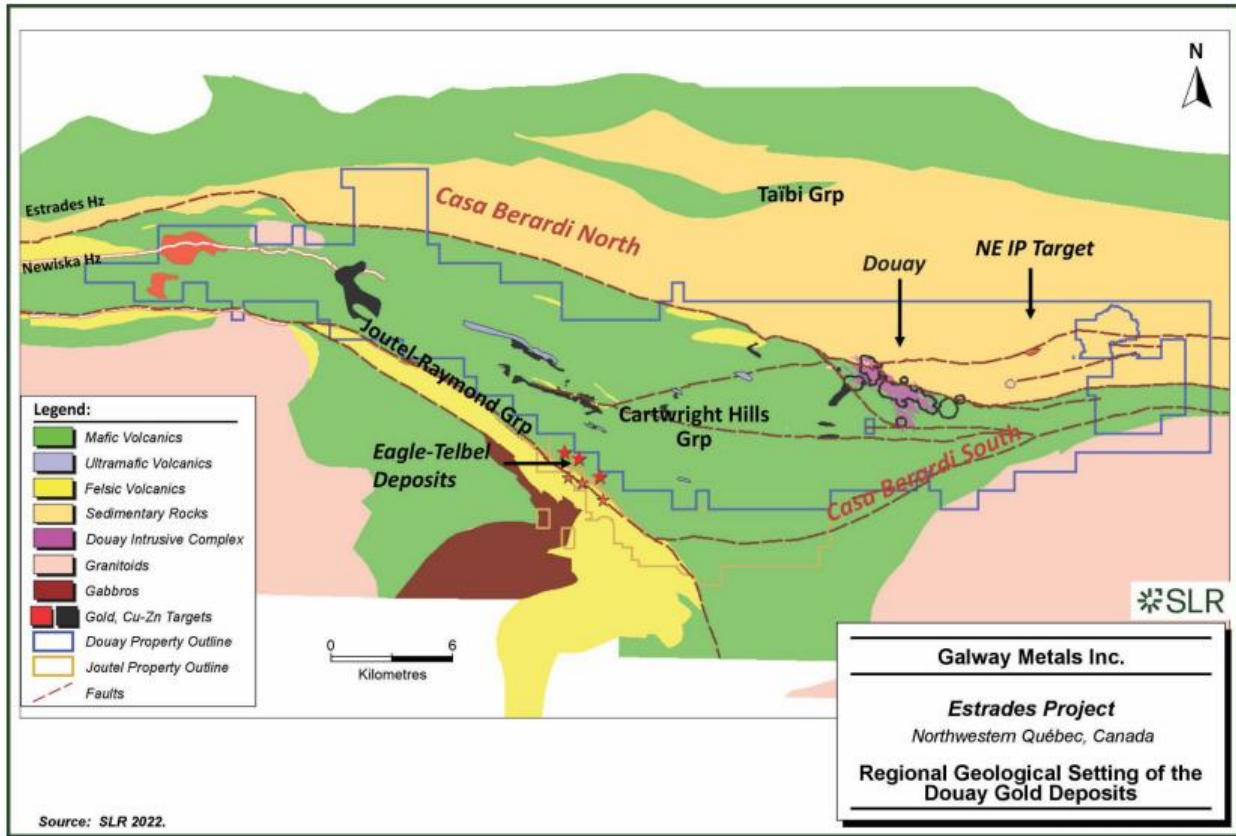 N
Estrades Hz
Casa Berardi North
Taïbi Grp
Newiska Hz
Douay
NE IP Target
Joutel-Raymond Grp
Cartwright Hills
Grp
Eagle-Telbel
Deposits
Casa Berardi South
Legend:
Mafic Volcanics
Ultramafic Volcanics
Felsic Volcanics
Sedimentary Rocks
Douay Intrusive Complex
Granitoids
Gabbros
Gold, Cu-Zn Targets
Douay Property Outline
Joutel Property Outline
Faults
0 6
Kilometres
SLR
Galway Metals Inc.
Estrades Project
Northwestern Québec, Canada
Regional Geological Setting of the
Douay Gold Deposits
Source: SLR 2022.